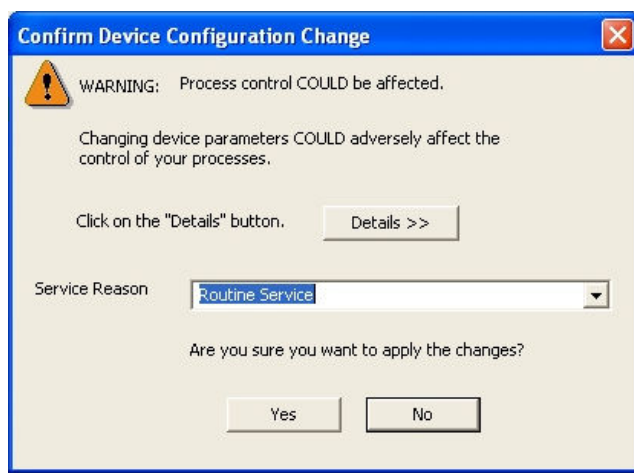 Confirm Device Configuration Change
WARNING: Process control COULD be affected.
Changing device parameters COULD adversely affect the
control of your processes.
Click on the "Details" button.
Details >>
Service Reason
Routine Service
Are you sure you want to apply the changes?
Yes
No